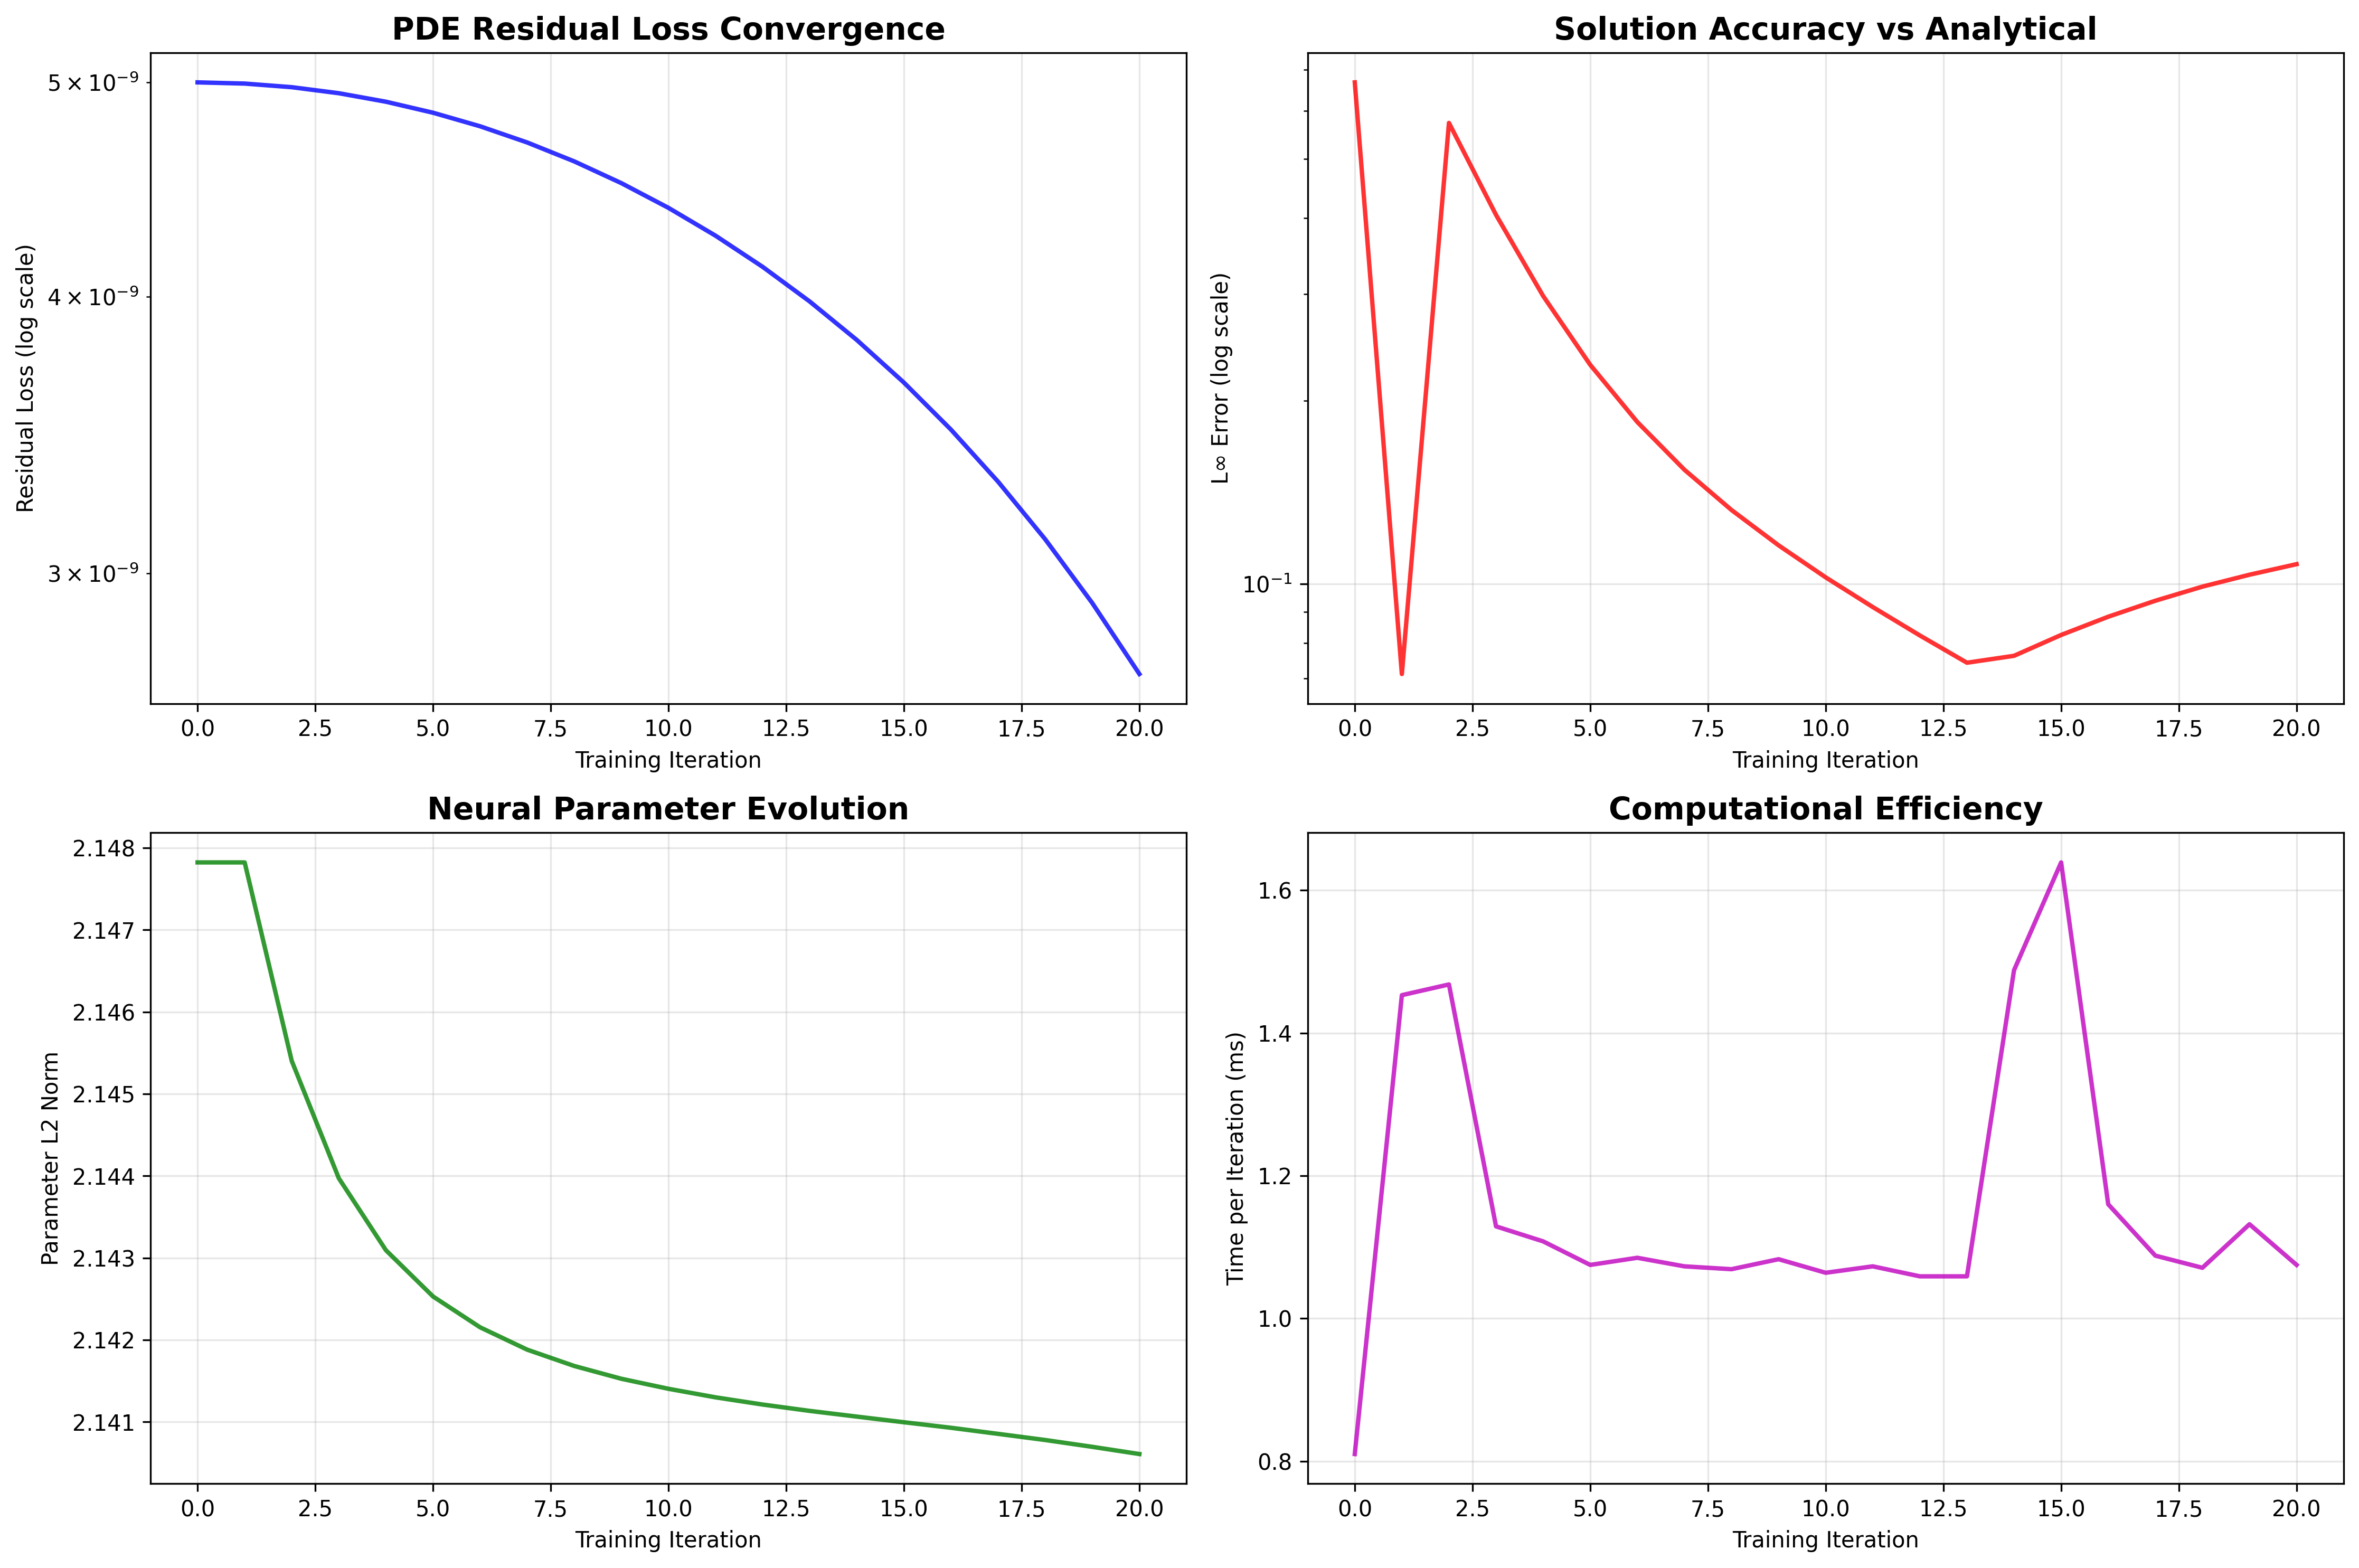 PDE Residual Loss Convergence
5 × 10⁻⁹
4 × 10⁻⁹
3 × 10⁻⁹
Residual Loss (log scale)
0.0 2.5 5.0 7.5 10.0 12.5 15.0 17.5 20.0
Training Iteration
Solution Accuracy vs Analytical
10⁻¹
L∞ Error (log scale)
0.0 2.5 5.0 7.5 10.0 12.5 15.0 17.5 20.0
Training Iteration
Neural Parameter Evolution
2.148
2.147
2.146
2.145
2.144
2.143
2.142
2.141
Parameter L2 Norm
0.0 2.5 5.0 7.5 10.0 12.5 15.0 17.5 20.0
Training Iteration
Computational Efficiency
1.6
1.4
1.2
1.0
0.8
Time per Iteration (ms)
0.0 2.5 5.0 7.5 10.0 12.5 15.0 17.5 20.0
Training Iteration